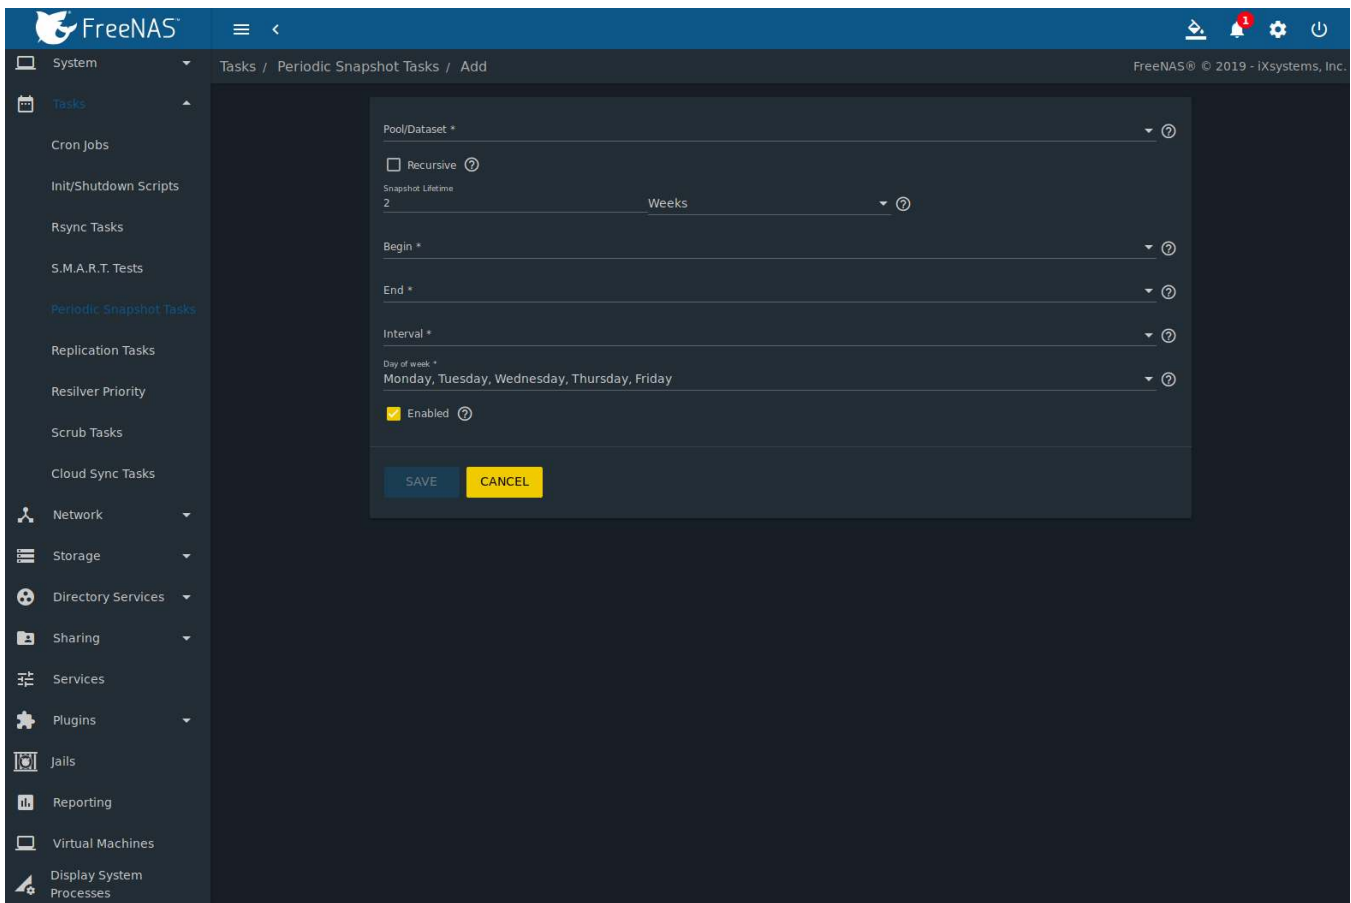 FreeNAS™
1
System
Tasks / Periodic Snapshot Tasks / Add
FreeNAS® © 2019 - iXsystems, Inc.
Tasks
Cron Jobs
Init/Shutdown Scripts
Rsync Tasks
S.M.A.R.T. Tests
Periodic Snapshot Tasks
Replication Tasks
Resilver Priority
Scrub Tasks
Cloud Sync Tasks
Network
Storage
Directory Services
Sharing
Services
Plugins
Jails
Reporting
Virtual Machines
Display System
Processes
Pool/Dataset *
Recursive
Snapshot Lifetime
2 Weeks
Begin *
End *
Interval *
Day of week *
Monday, Tuesday, Wednesday, Thursday, Friday
Enabled
SAVE CANCEL